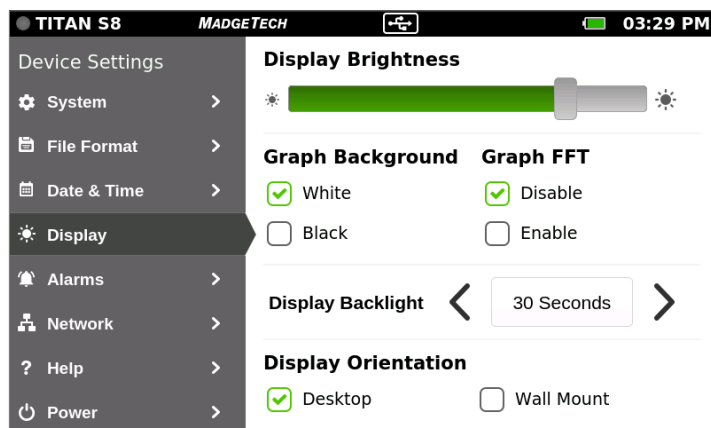 TITAN S8 MADGETECH 03:29 PM
Device Settings
System
File Format
Date & Time
Display
Alarms
Network
? Help
Power
Display Brightness
Graph Background Graph FFT
White Disable
Black Enable
Display Backlight 30 Seconds
Display Orientation
Desktop Wall Mount